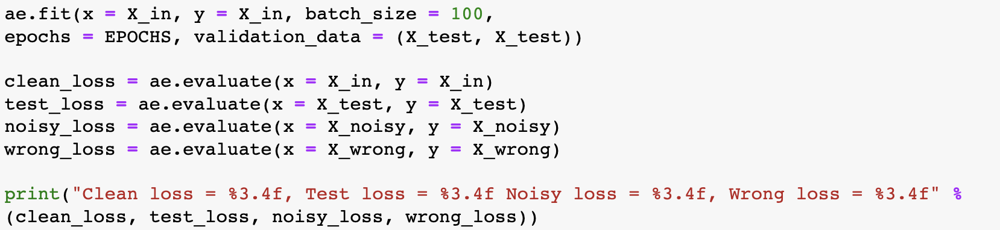 ae.fit(x = X_in, y = X_in, batch_size = 100,
epochs = EPOCHS, validation_data = (X_test, X_test))
clean_loss = ae.evaluate(x = X_in, y = X_in)
test_loss = ae.evaluate(x = X_test, y = X_test)
noisy_loss = ae.evaluate(x = X_noisy, y = X_noisy)
wrong_loss = ae.evaluate(x = X_wrong, y = X_wrong)
print("Clean loss = %3.4f, Test loss = %3.4f Noisy loss = %3.4f, Wrong loss = %3.4f" %
(clean_loss, test_loss, noisy_loss, wrong_loss))